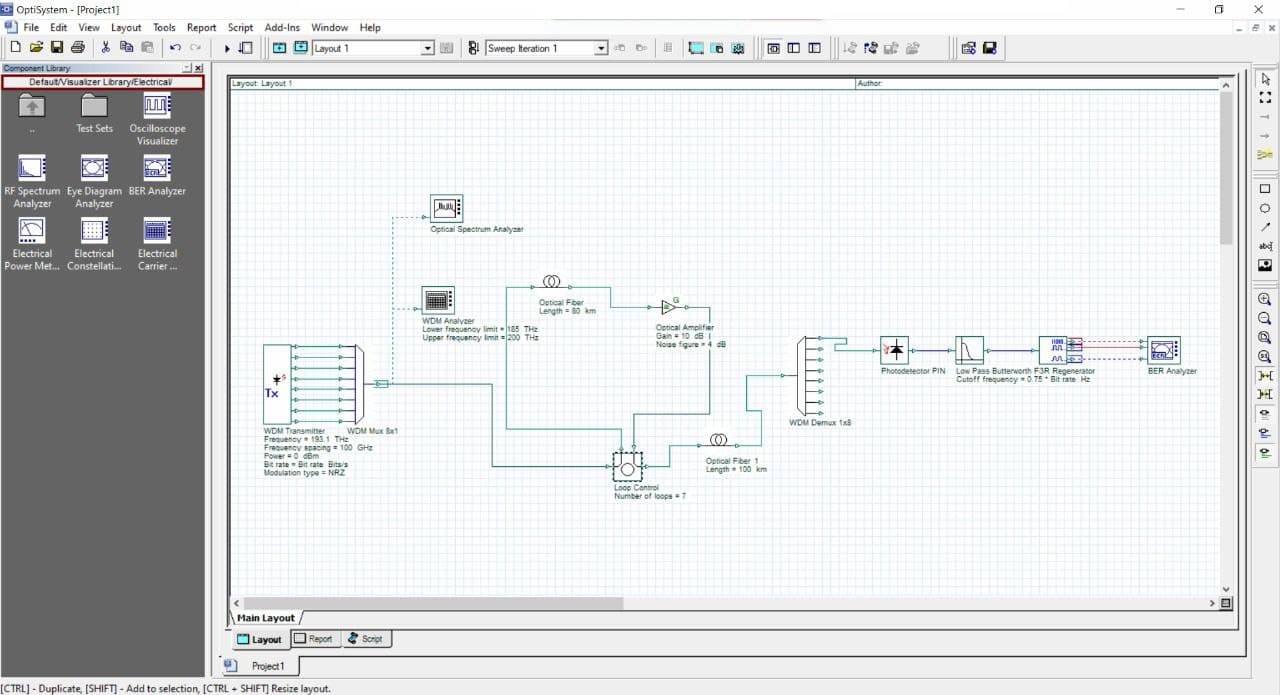 OptiSystem - [Project1]
File Edit View Layout Tools Report Script Add-Ins Window Help
Layout 1
Sweep Iteration 1
Component Library
Default/Visualizer Library/Electrical/
..
Test Sets
Oscilloscope
Visualizer
RF Spectrum
Analyzer
Eye Diagram
Analyzer
BER Analyzer
Electrical
Power Met...
Electrical
Constellati...
Electrical
Carrier ...
Layout: Layout 1
Author:
Optical Spectrum Analyzer
WDM Analyzer
Lower frequency limit = 185 THz
Upper frequency limit = 200 THz
Optical Fiber
Length = 80 km
G
Optical Amplifier
Gain = 10 dB
Noise figure = 4 dB
Tx
WDM Transmitter
Frequency = 193.1 THz
Frequency spacing = 100 GHz
Power = 0 dBm
Bit rate = Bit rate Bits/s
Modulation type = NRZ
WDM Mux 8x1
Loop Control
Number of loops = 7
Optical Fiber 1
Length = 100 km
WDM Demux 1x8
Photodetector PIN
Low Pass Butterworth F
Cutoff frequency = 0.75 * Bit rate Hz
3R Regenerator
BER Analyzer
Main Layout
Layout Report Script
Project1
[CTRL] - Duplicate, [SHIFT] - Add to selection, [CTRL + SHIFT] Resize layout.